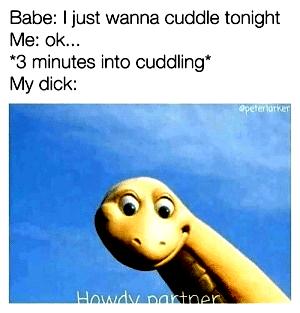 Babe: I just wanna cuddle tonight
Me: ok...
*3 minutes into cuddling*
My dick:
@peterlarker
Howdy partner